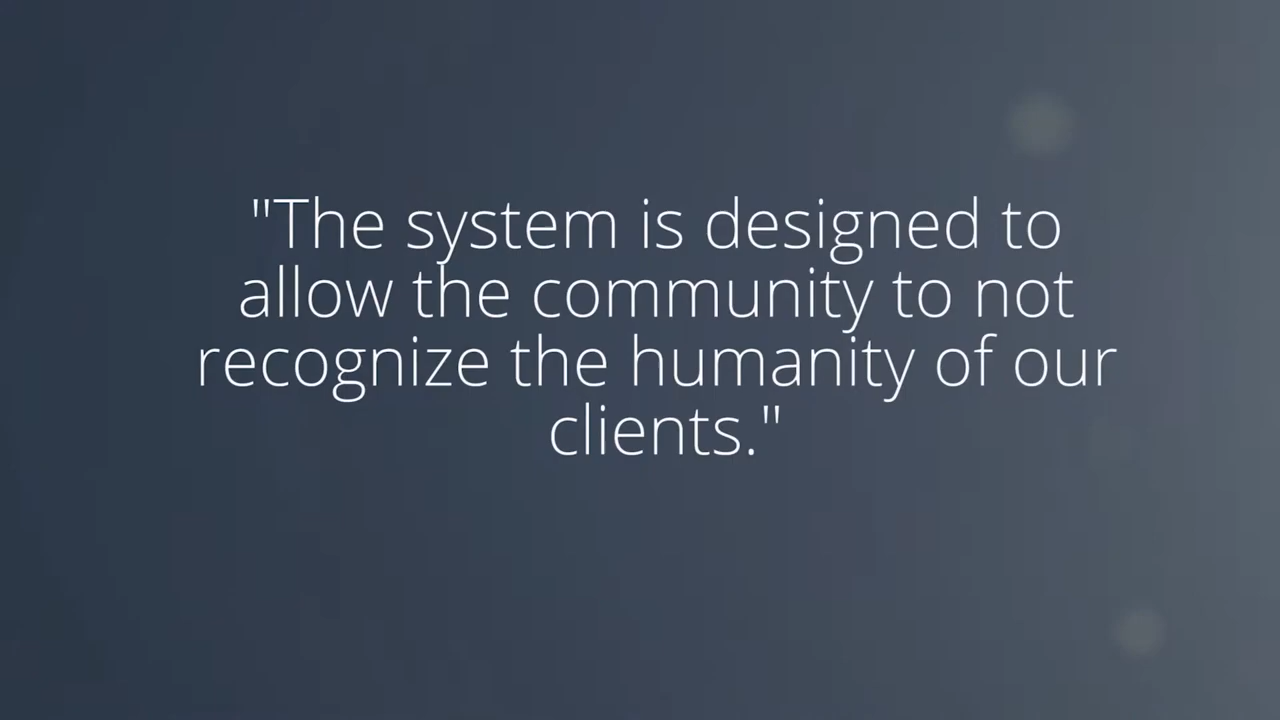 "The system is designed to
allow the community to not
recognize the humanity of our
clients."